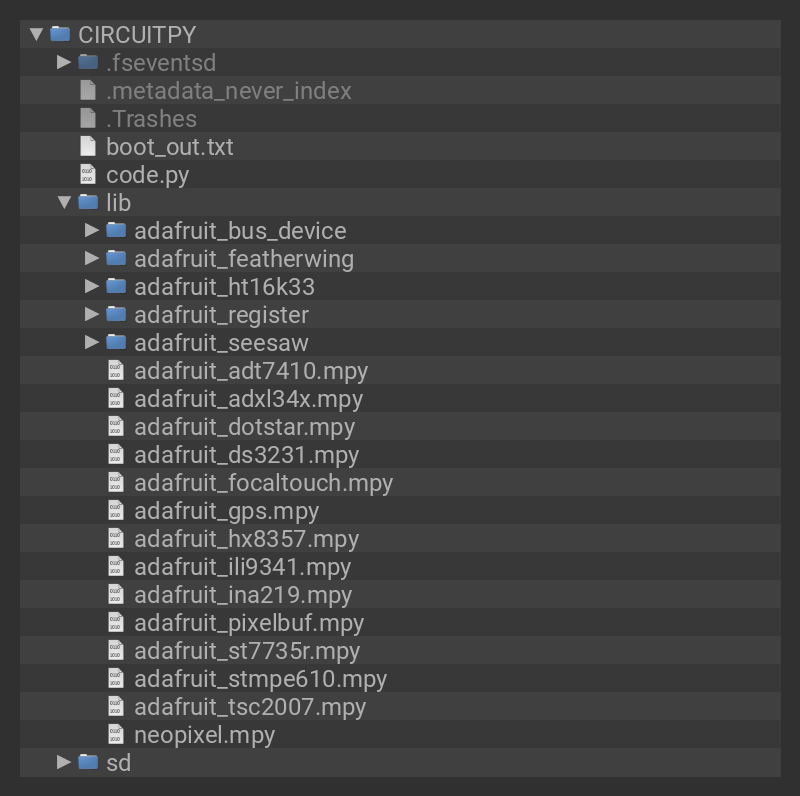 CIRCUITPY
.fseventsd
.metadata_never_index
.Trashes
boot_out.txt
code.py
lib
adafruit_bus_device
adafruit_featherwing
adafruit_ht16k33
adafruit_register
adafruit_seesaw
adafruit_adt7410.mpy
adafruit_adxl34x.mpy
adafruit_dotstar.mpy
adafruit_ds3231.mpy
adafruit_focaltouch.mpy
adafruit_gps.mpy
adafruit_hx8357.mpy
adafruit_ili9341.mpy
adafruit_ina219.mpy
adafruit_pixelbuf.mpy
adafruit_st7735r.mpy
adafruit_stmpe610.mpy
adafruit_tsc2007.mpy
neopixel.mpy
sd